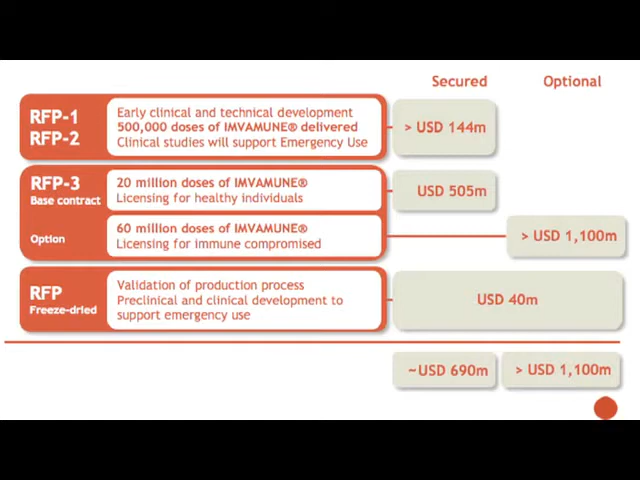 Secured Optional
RFP-1
RFP-2
Early clinical and technical development
500,000 doses of IMVAMUNE® delivered
Clinical studies will support Emergency Use
> USD 144m
RFP-3
Base contract
20 million doses of IMVAMUNE®
Licensing for healthy individuals
USD 505m
Option
60 million doses of IMVAMUNE®
Licensing for immune compromised
> USD 1,100m
RFP
Freeze-dried
Validation of production process
Preclinical and clinical development to
support emergency use
USD 40m
~USD 690m > USD 1,100m